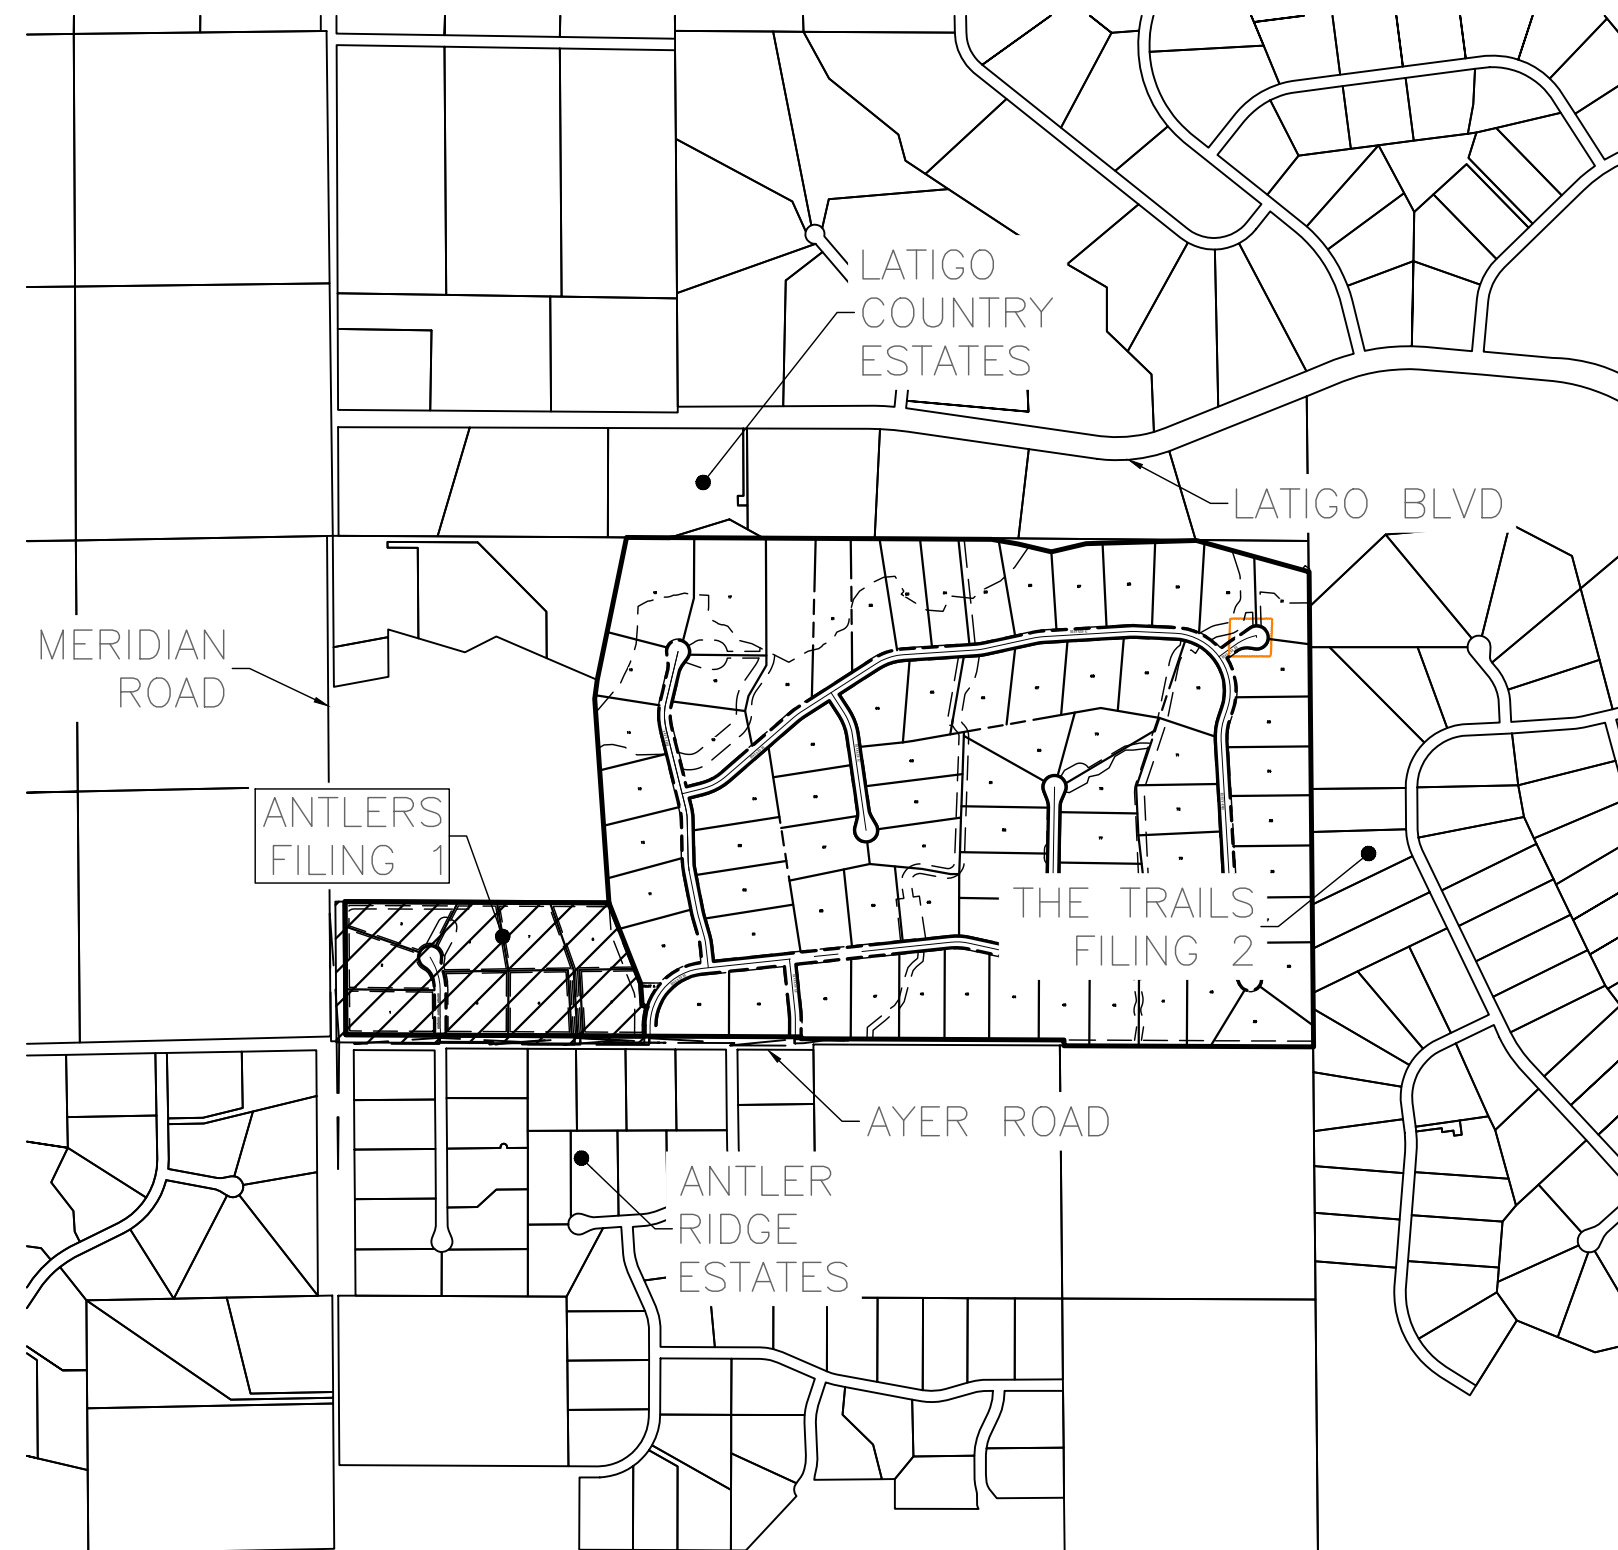 LATIGO
COUNTRY
ESTATES
LATIGO BLVD
MERIDIAN
ROAD
ANTLERS
FILING 1
THE TRAILS
FILING 2
AYER ROAD
ANTLER
RIDGE
ESTATES